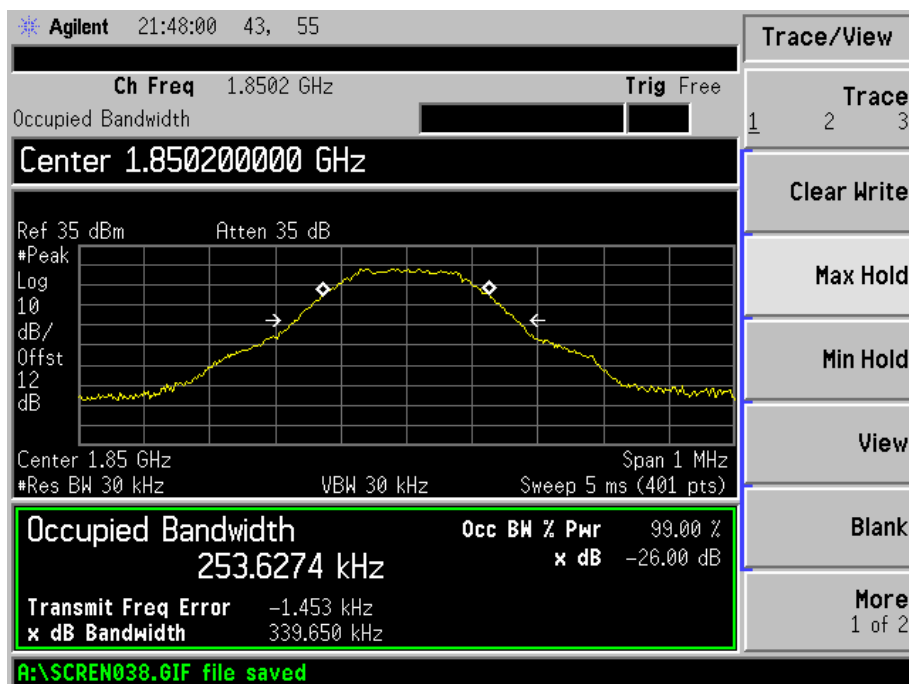 Agilent 21:48:00 43, 55
Trace/View
Ch Freq 1.8502 GHz Trig Free
Occupied Bandwidth
Trace
1 2 3
Center 1.850200000 GHz
Clear Write
Ref 35 dBm Atten 35 dB
#Peak
Log
10
dB/
Offst
12
dB
Max Hold
Min Hold
Center 1.85 GHz Span 1 MHz
#Res BW 30 kHz VBW 30 kHz Sweep 5 ms (401 pts)
View
Occupied Bandwidth Occ BW % Pwr 99.00 %
253.6274 kHz x dB -26.00 dB
Blank
Transmit Freq Error -1.453 kHz
x dB Bandwidth 339.650 kHz
More
1 of 2
A:\SCREN038.GIF file saved